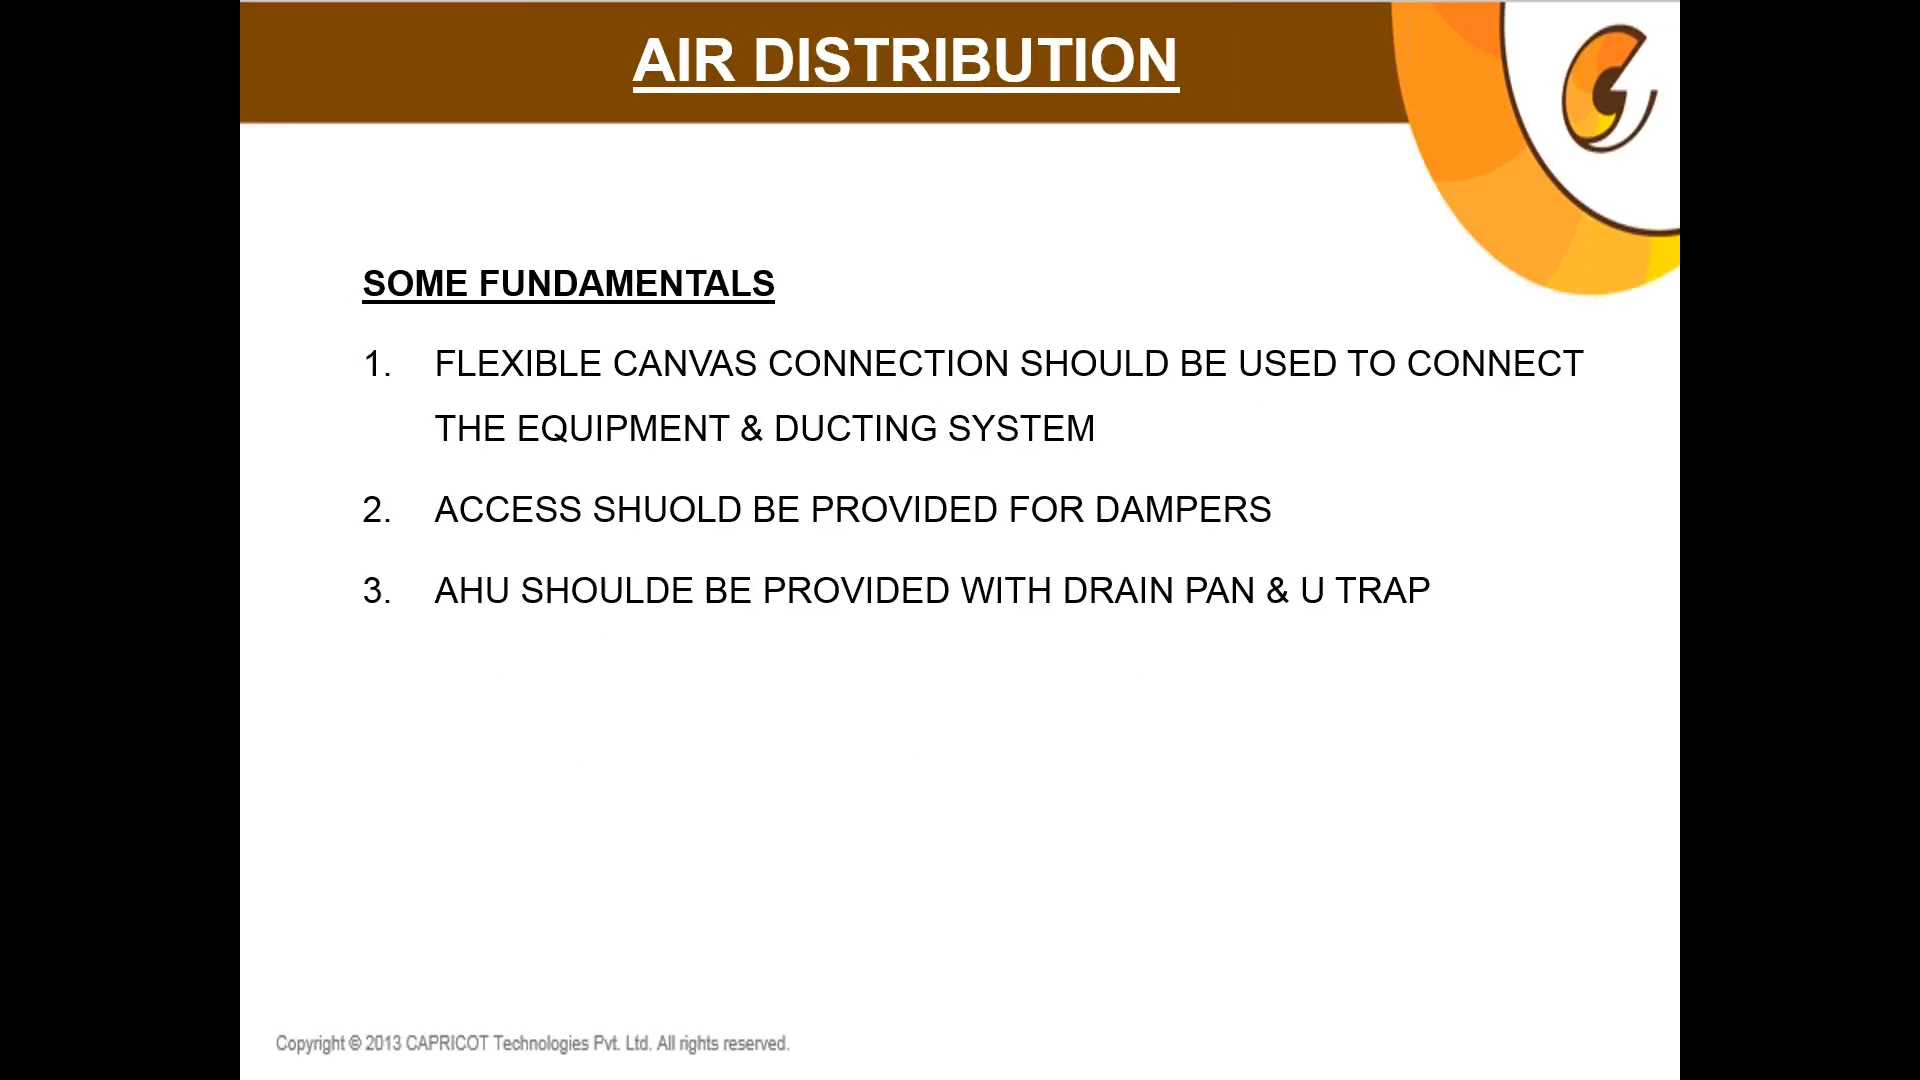 AIR DISTRIBUTION
SOME FUNDAMENTALS
1. FLEXIBLE CANVAS CONNECTION SHOULD BE USED TO CONNECT
THE EQUIPMENT & DUCTING SYSTEM
2. ACCESS SHUOLD BE PROVIDED FOR DAMPERS
3. AHU SHOULDE BE PROVIDED WITH DRAIN PAN & U TRAP
Copyright © 2013 CAPRICOT Technologies Pvt. Ltd. All rights reserved.